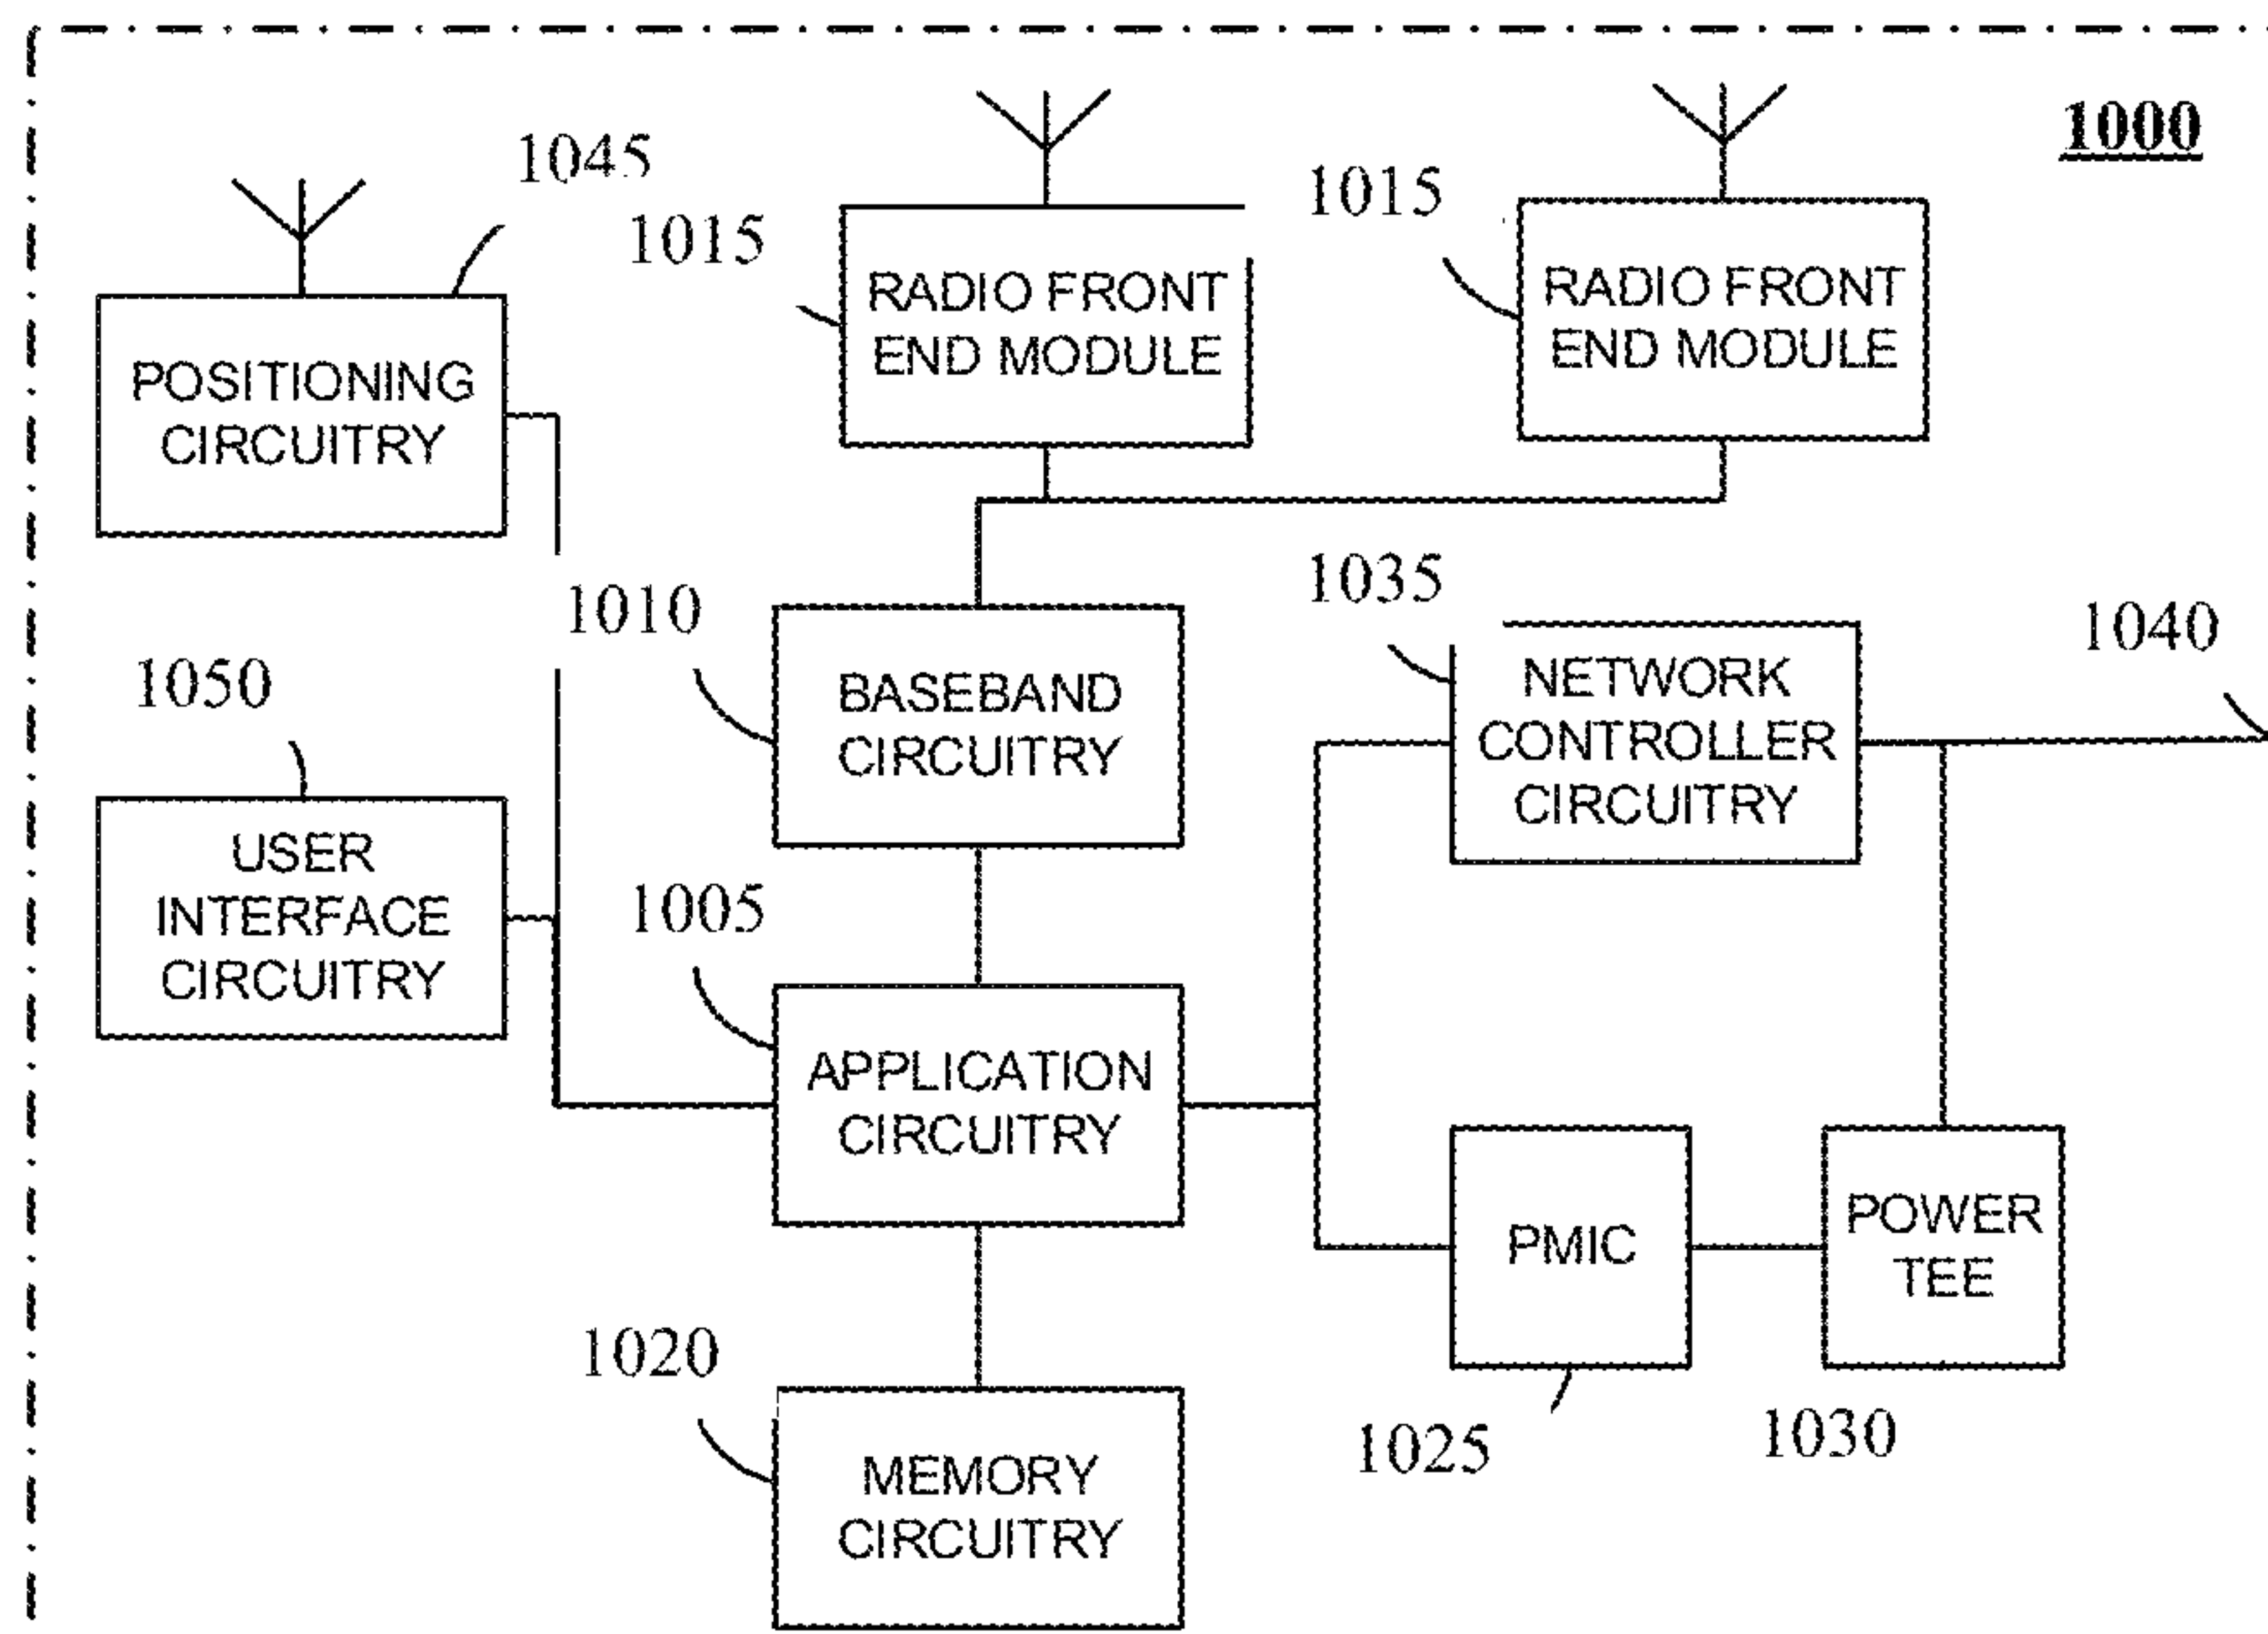 1000
1045
1015
1015
RADIO FRONT
END MODULE
RADIO FRONT
END MODULE
POSITIONING
CIRCUITRY
1010
1035
1040
1050
BASEBAND
CIRCUITRY
NETWORK
CONTROLLER
CIRCUITRY
USER
INTERFACE
CIRCUITRY
1005
APPLICATION
CIRCUITRY
PMIC
POWER
TEE
1020
1025
1030
MEMORY
CIRCUITRY